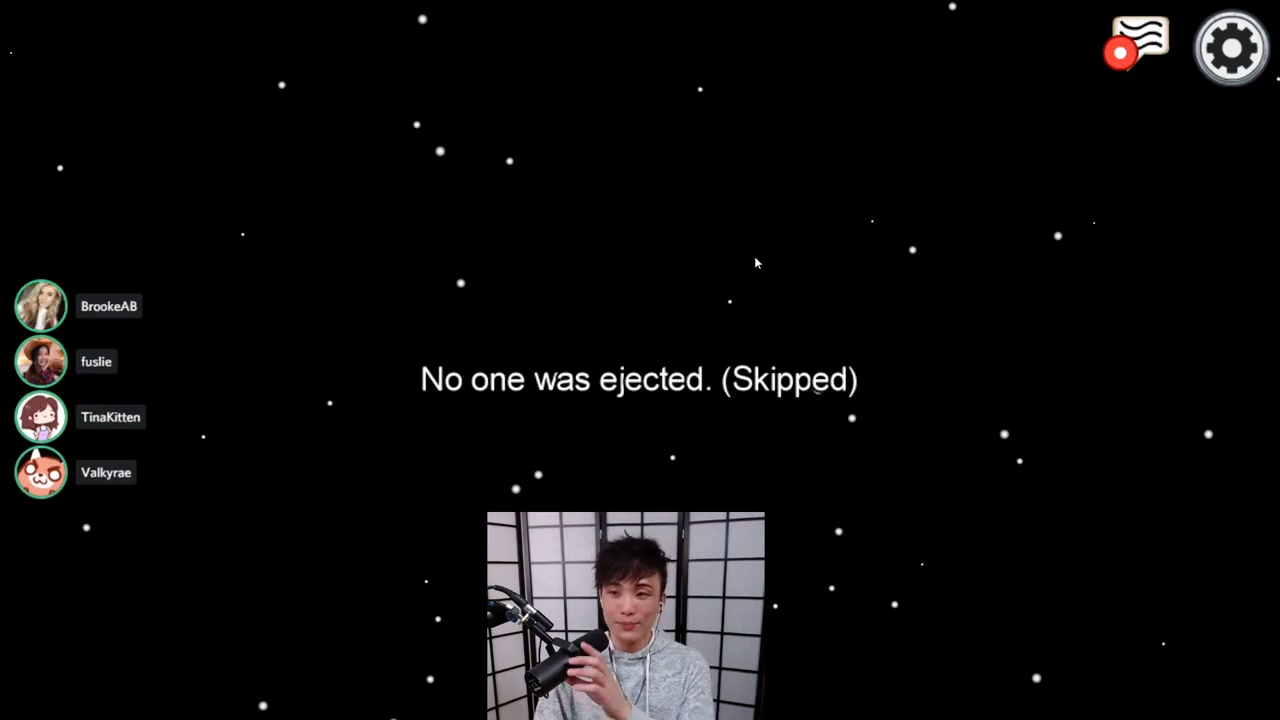 BrookeAB
fuslie
No one was ejected. (Skipped)
TinaKitten
Valkyrae